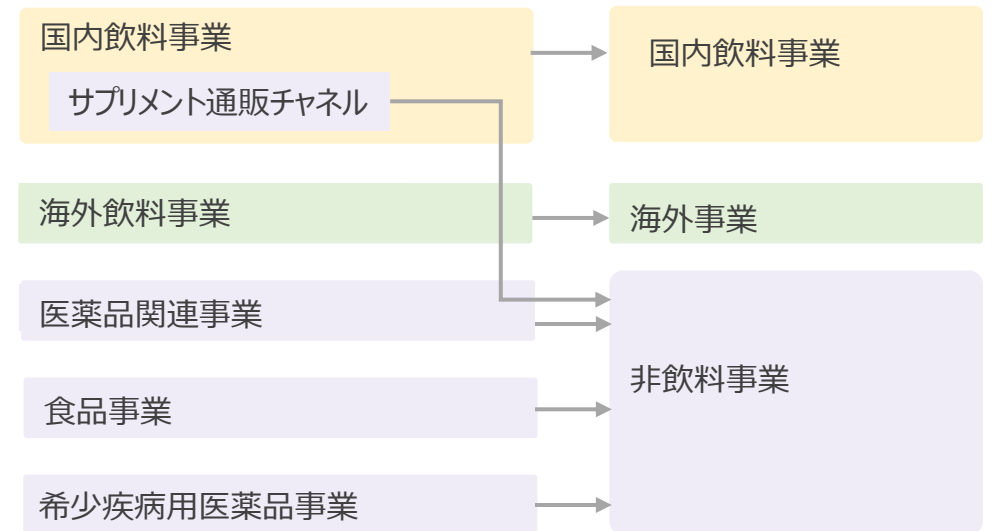 国内飲料事業
サプリメント通販チャネル
海外飲料事業
医薬品関連事業
食品事業
希少疾病用医薬品事業
国内飲料事業
海外事業
非飲料事業